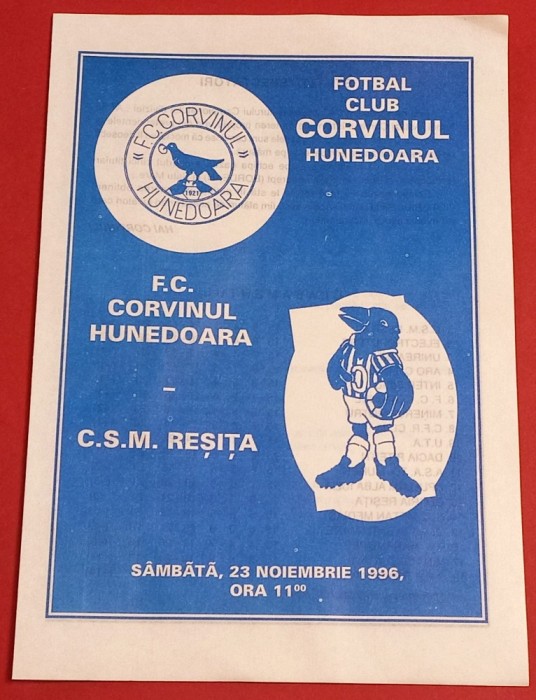 FOTBAL
CLUB
CORVINUL
HUNEDOARA
« F.C. CORVINUL »
HUNEDOARA
1921
F.C.
CORVINUL
HUNEDOARA
–
C.S.M. REȘIȚA
SÂMBĂTĂ, 23 NOIEMBRIE 1996,
ORA 11⁰⁰